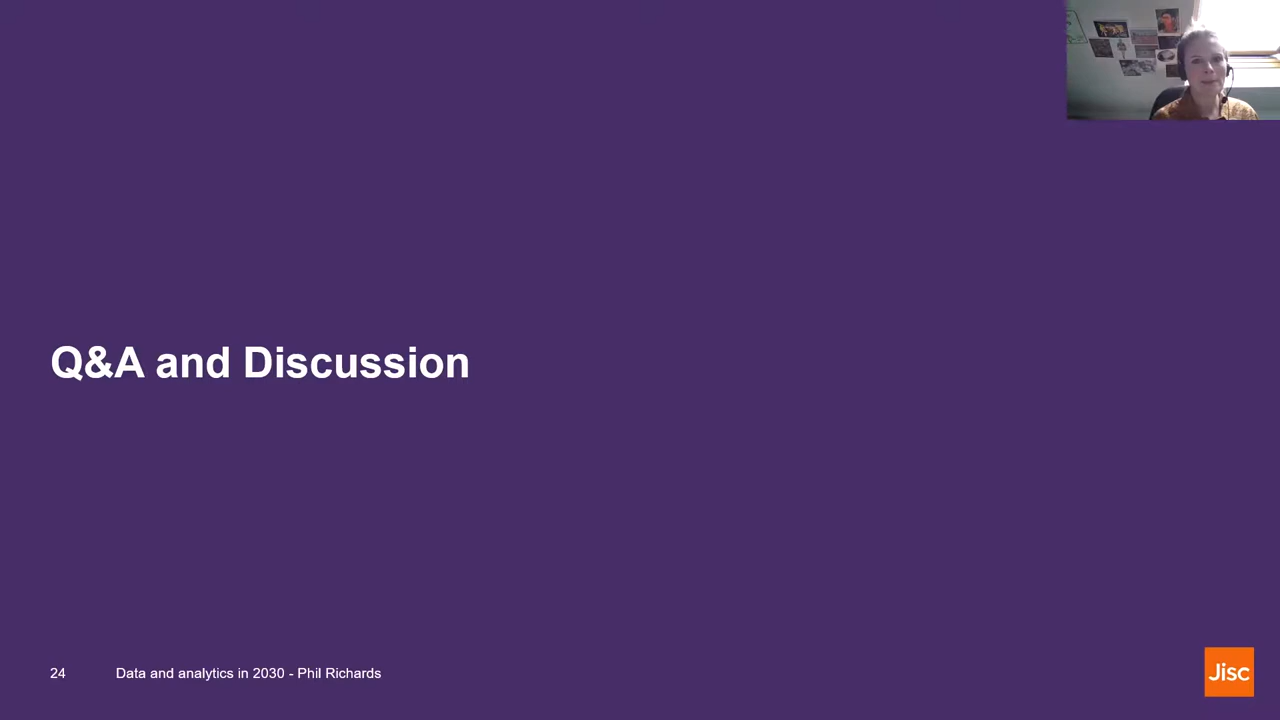 Q&A and Discussion
24 Data and analytics in 2030 - Phil Richards
Jisc